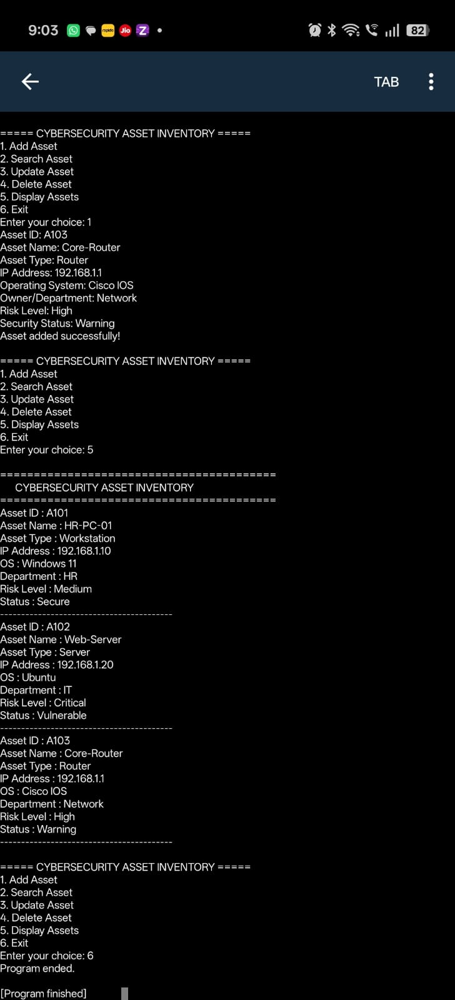 9:03
rapido
Jio
Z
82
TAB
===== CYBERSECURITY ASSET INVENTORY =====
1. Add Asset
2. Search Asset
3. Update Asset
4. Delete Asset
5. Display Assets
6. Exit
Enter your choice: 1
Asset ID: A103
Asset Name: Core-Router
Asset Type: Router
IP Address: 192.168.1.1
Operating System: Cisco IOS
Owner/Department: Network
Risk Level: High
Security Status: Warning
Asset added successfully!
===== CYBERSECURITY ASSET INVENTORY =====
1. Add Asset
2. Search Asset
3. Update Asset
4. Delete Asset
5. Display Assets
6. Exit
Enter your choice: 5
========================================
CYBERSECURITY ASSET INVENTORY
========================================
Asset ID : A101
Asset Name : HR-PC-01
Asset Type : Workstation
IP Address : 192.168.1.10
OS : Windows 11
Department : HR
Risk Level : Medium
Status : Secure
----------------------------------------
Asset ID : A102
Asset Name : Web-Server
Asset Type : Server
IP Address : 192.168.1.20
OS : Ubuntu
Department : IT
Risk Level : Critical
Status : Vulnerable
----------------------------------------
Asset ID : A103
Asset Name : Core-Router
Asset Type : Router
IP Address : 192.168.1.1
OS : Cisco IOS
Department : Network
Risk Level : High
Status : Warning
----------------------------------------
===== CYBERSECURITY ASSET INVENTORY =====
1. Add Asset
2. Search Asset
3. Update Asset
4. Delete Asset
5. Display Assets
6. Exit
Enter your choice: 6
Program ended.
[Program finished]